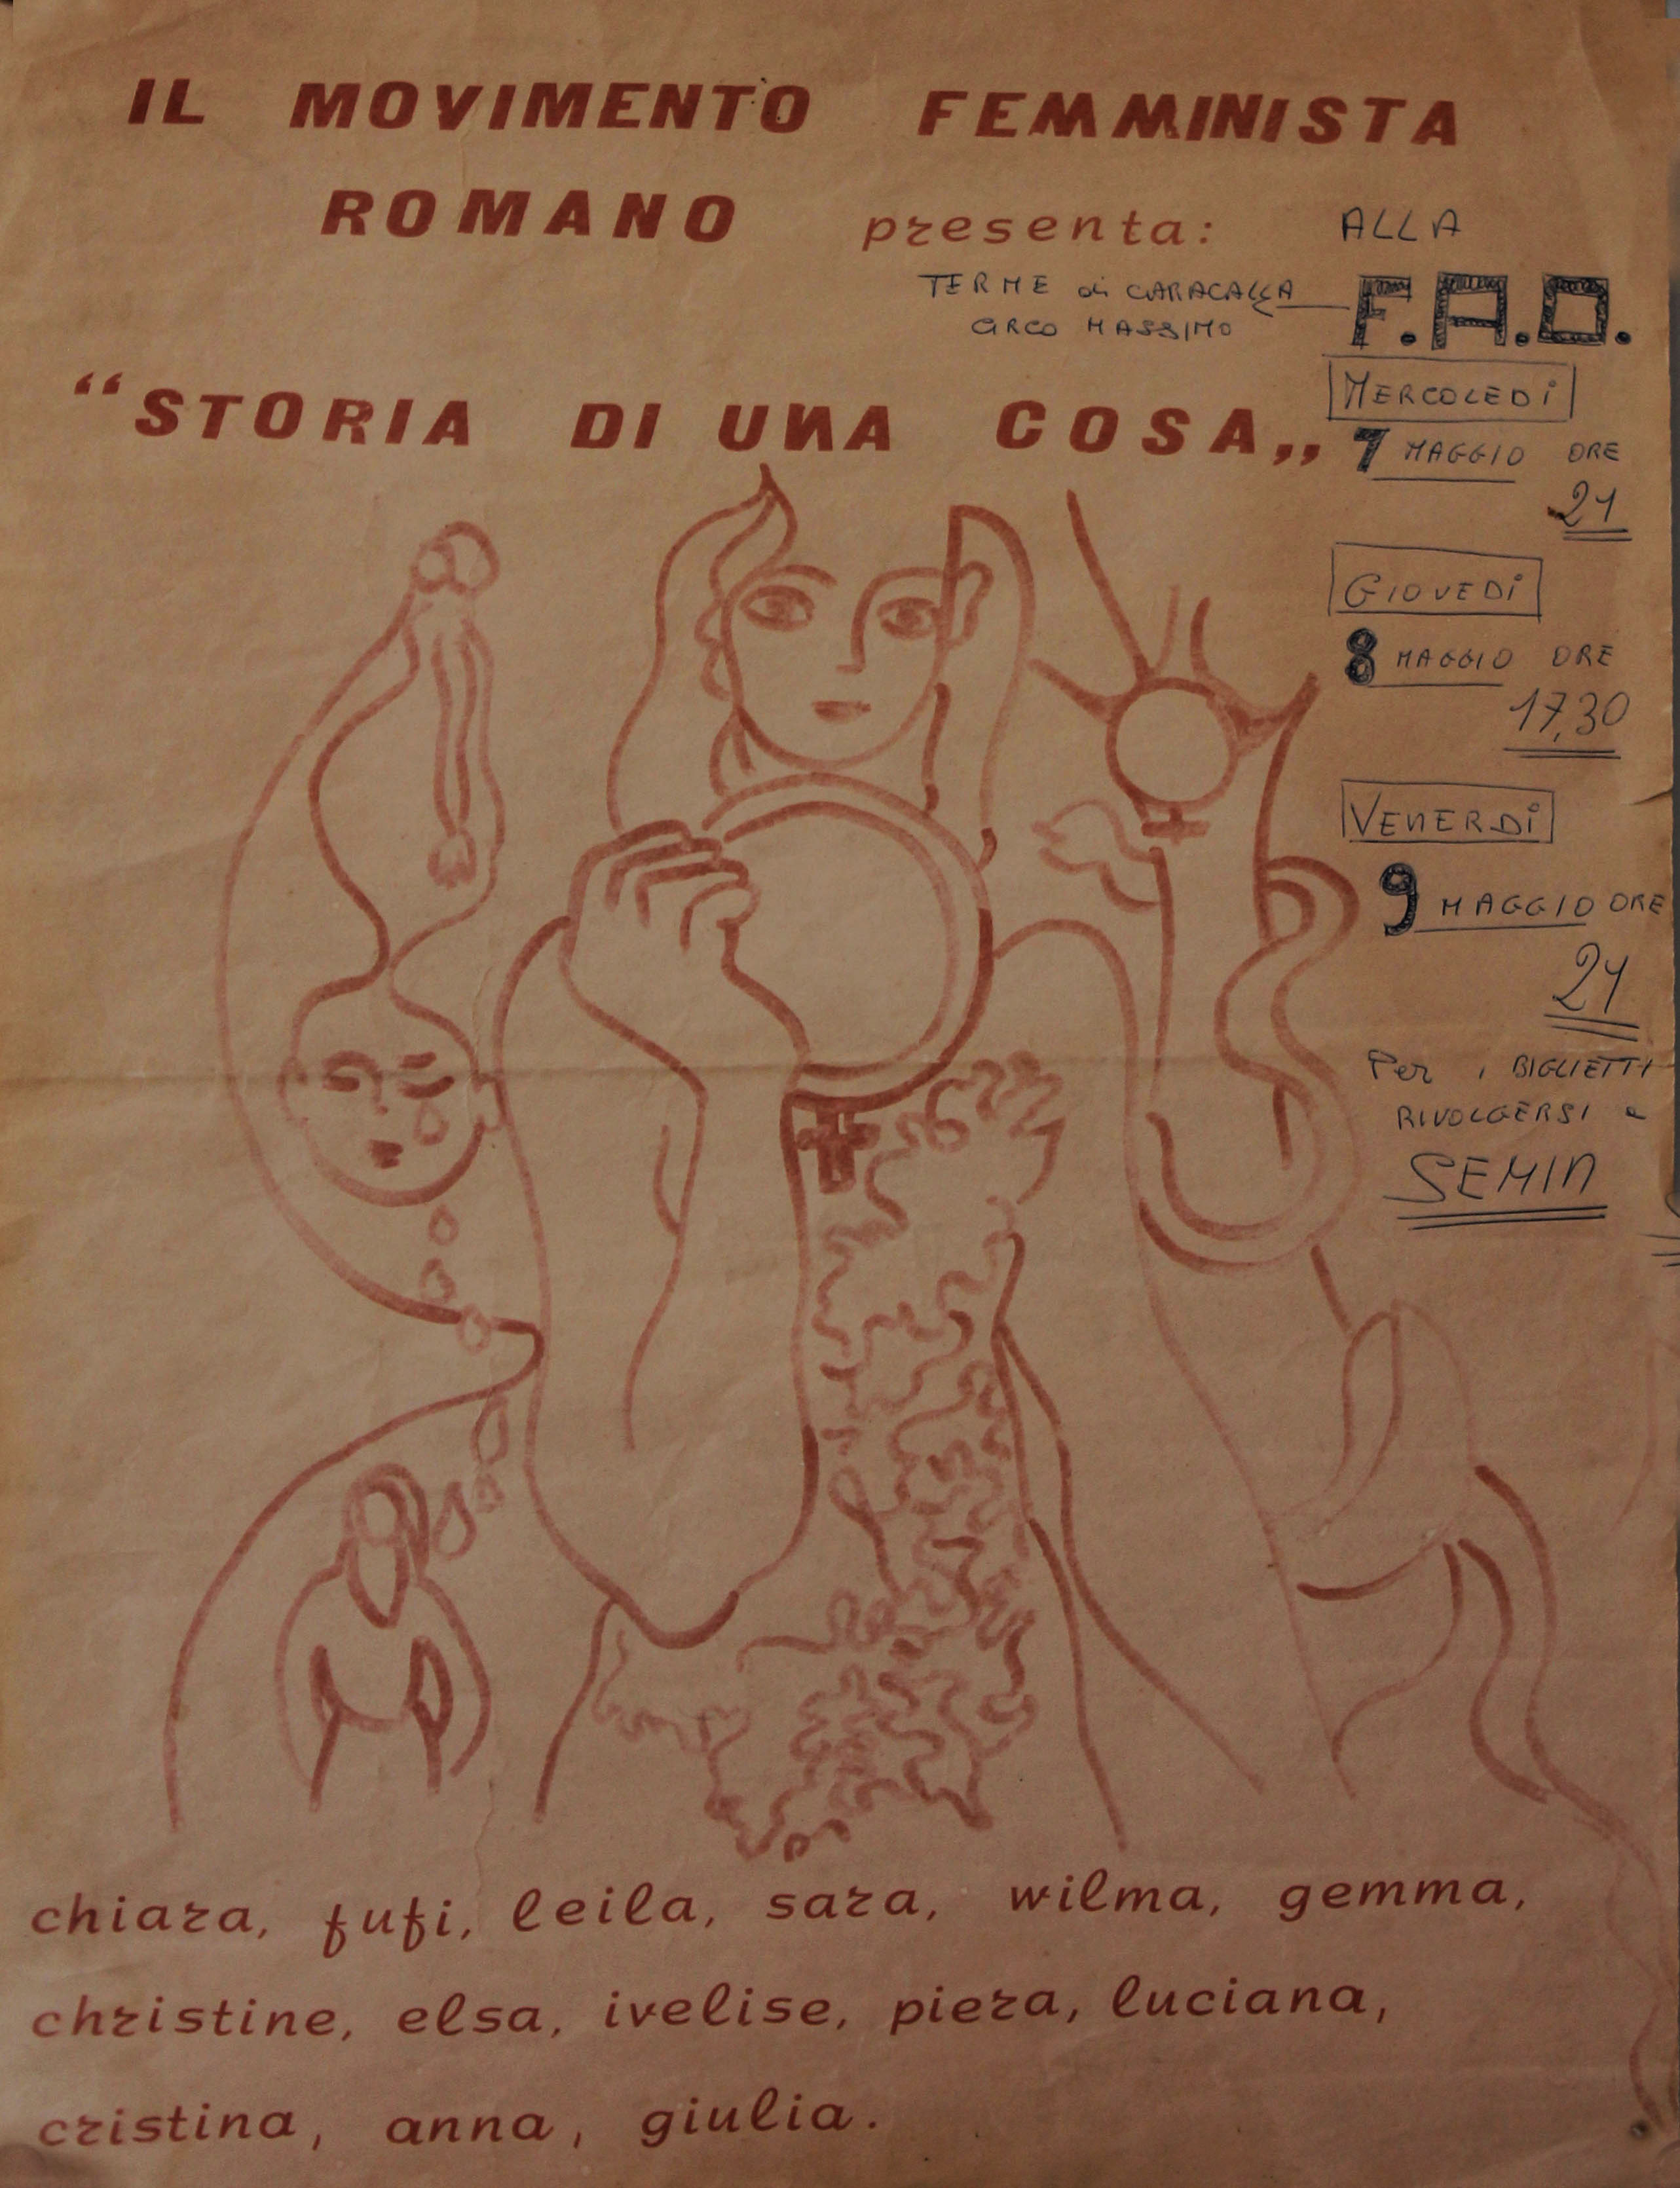 IL MOVIMENTO FEMMINISTA
ROMANO presenta:
ALLA
F.A.O.
TERME di CARACALLA
CIRCO MASSIMO
“STORIA DI UNA COSA„
MERCOLEDI
7 MAGGIO ORE
21
GIOVEDI
8 MAGGIO ORE
17,30
VENERDI
9 MAGGIO ORE
21
Per i BIGLIETTI
RIVOLGERSI a
SEMIN
chiara, fufi, leila, sara, wilma, gemma,
christine, elsa, ivelise, piera, luciana,
cristina, anna, giulia.